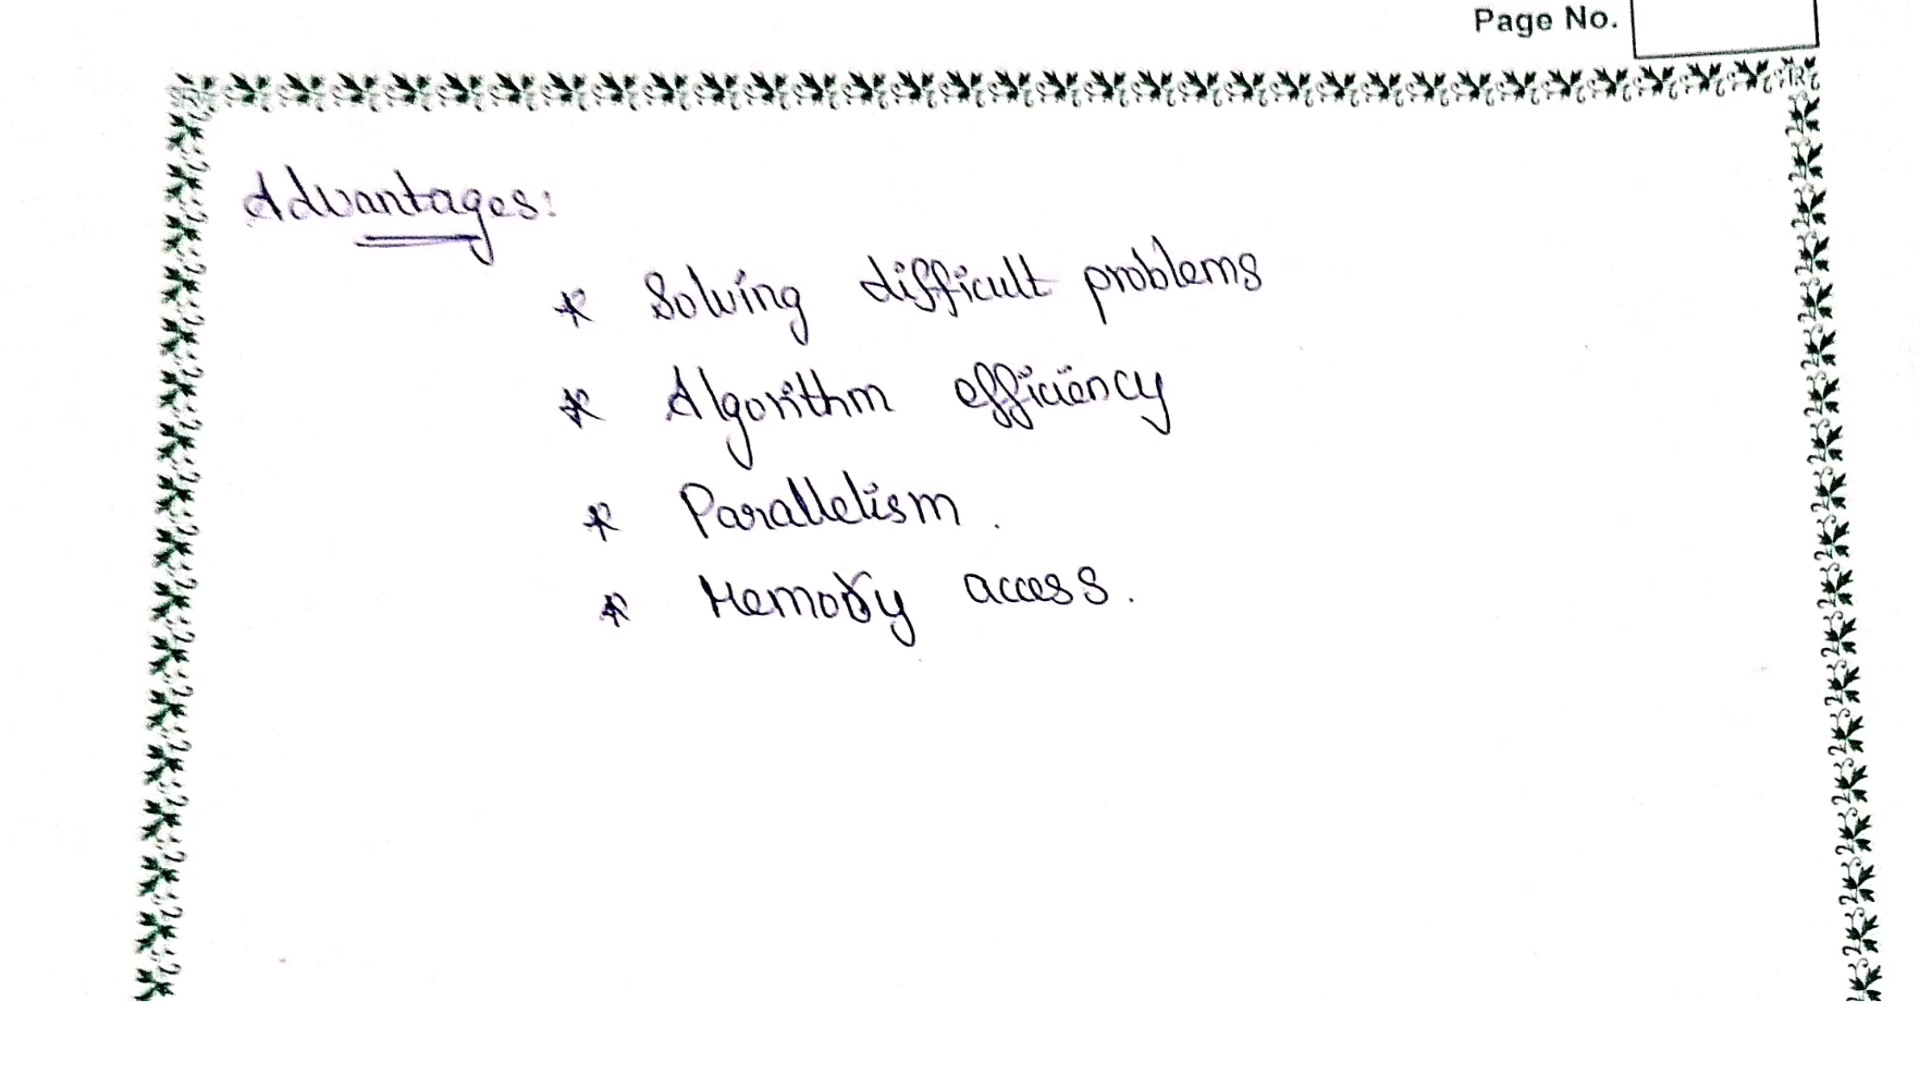 Page No.
Advantages:
* Solving difficult problems
* Algorithm efficiency
* Parallelism.
* Memory access.